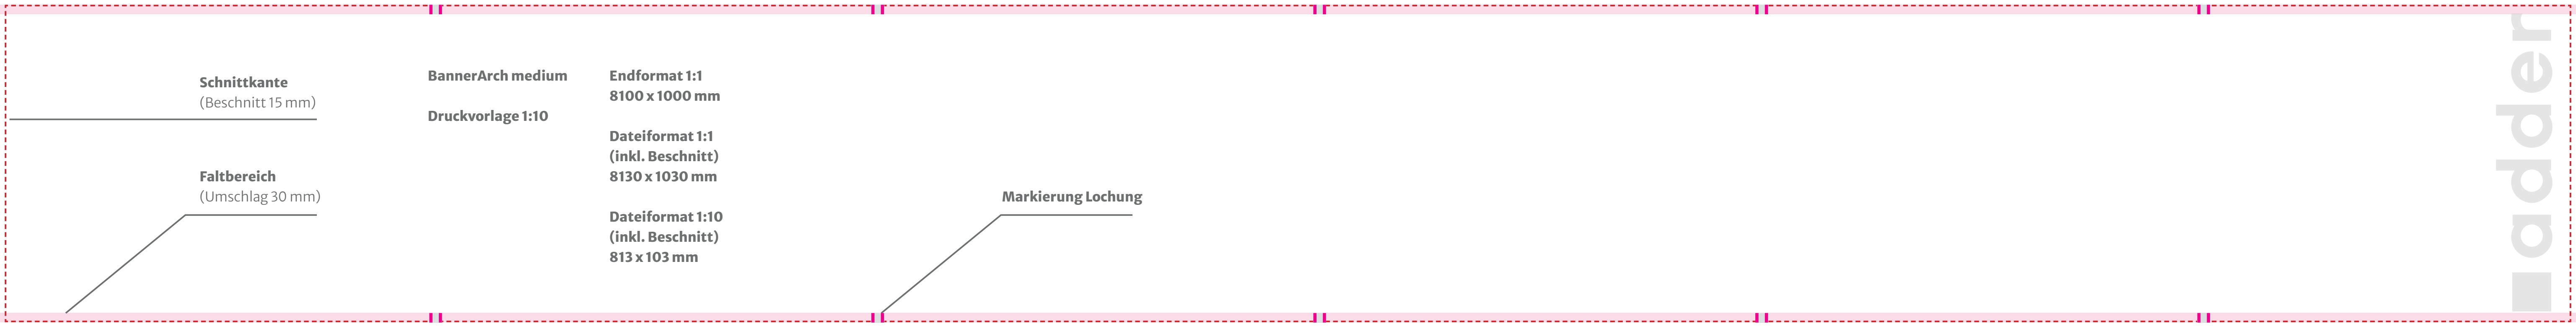 Schnittkante
(Beschnitt 15 mm)
Faltbereich
(Umschlag 30 mm)
BannerArch medium
Druckvorlage 1:10
Endformat 1:1
8100 x 1000 mm
Dateiformat 1:1
(inkl. Beschnitt)
8130 x 1030 mm
Dateiformat 1:10
(inkl. Beschnitt)
813 x 103 mm
Markierung Lochung
adder